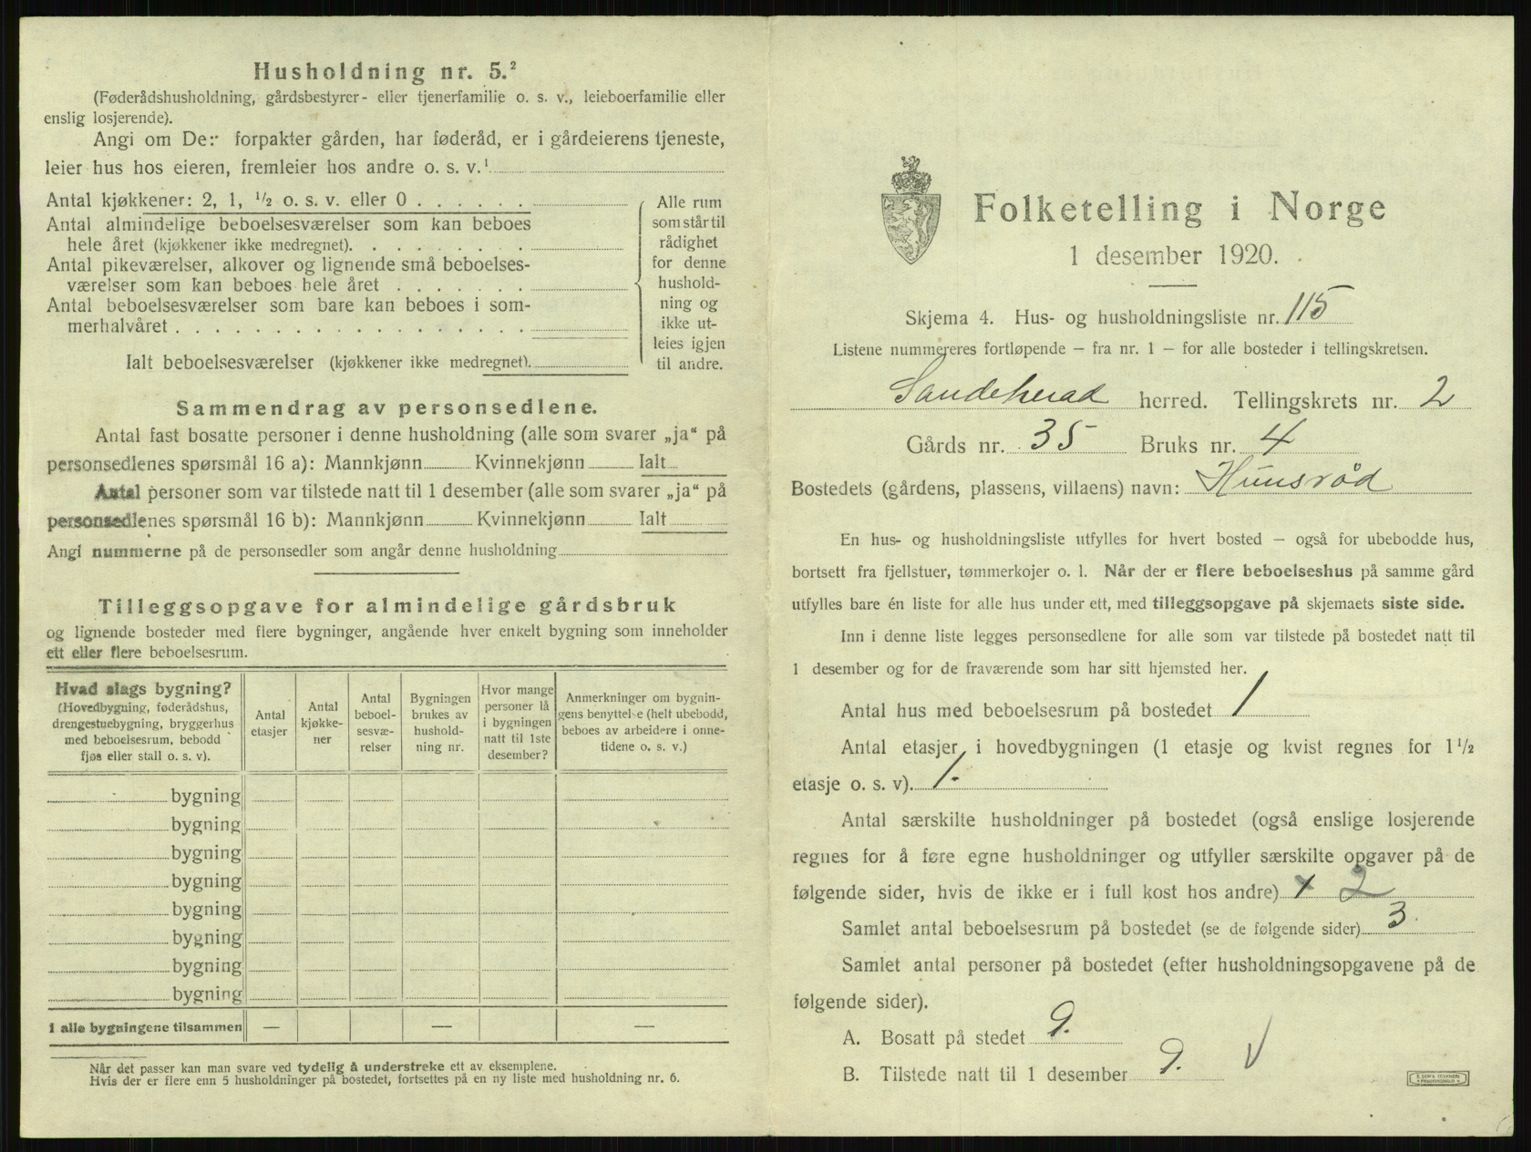 Husholdning nr. 5.²
(Føderådshusholdning, gårdsbestyrer- eller tjenerfamilie o. s. v., leieboerfamilie eller
enslig losjerende).
Angi om De: forpakter gården, har føderåd, er i gårdeierens tjeneste,
leier hus hos eieren, fremleier hos andre o. s. v.¹
Antal kjøkkener: 2, 1, ½ o. s. v. eller 0
Antal almindelige beboelsesværelser som kan beboes
hele året (kjøkkener ikke medregnet).
Antal pikeværelser, alkover og lignende små beboelses-
værelser som kan beboes hele året
Antal beboelsesværelser som bare kan beboes i som-
merhalvåret
Ialt beboelsesværelser (kjøkkener ikke medregnet).
Alle rum
som står til
rådighet
for denne
hushold-
ning og
ikke ut-
leies igjen
til andre.
Sammendrag av personsedlene.
Antal fast bosatte personer i denne husholdning (alle som svarer „ja“ på
personsedlenes spørsmål 16 a): Mannkjønn Kvinnekjønn Ialt
Antal personer som var tilstede natt til 1 desember (alle som svarer „ja“ på
personsedlenes spørsmål 16 b): Mannkjønn Kvinnekjønn Ialt
Angi nummerne på de personsedler som angår denne husholdning
Tilleggsopgave for almindelige gårdsbruk
og lignende bosteder med flere bygninger, angående hver enkelt bygning som inneholder
ett eller flere beboelsesrum.
Hvad slags bygning?
(Hovedbygning, føderådshus,
drengestuebygning, bryggerhus
med beboelsesrum, bebodd
fjøs eller stall o. s. v).
Antal
etasjer
Antal
kjøkke-
ner
Antal
beboel-
sesvæ-
relser
Bygningen
brukes av
hushold-
ning nr.
Hvor mange
personer lå
i bygningen
natt til 1ste
desember?
Anmerkninger om bygnin-
gens benyttelse (helt ubebodd,
beboes av arbeidere i onne-
tidene o. s. v.)
bygning
bygning
bygning
bygning
bygning
bygning
bygning
bygning
I alle bygningene tilsammen — — —
Når det passer kan man svare ved tydelig å understreke ett av eksemplene.
Hvis der er flere enn 5 husholdninger på bostedet, fortsettes på en ny liste med husholdning nr. 6.
Folketelling i Norge
1 desember 1920.
Skjema 4. Hus- og husholdningsliste nr. 115
Listene nummereres fortløpende — fra nr. 1 — for alle bosteder i tellingskretsen.
Sandeherad herred. Tellingskrets nr. 2
Gårds nr. 35 Bruks nr. 4
Bostedets (gårdens, plassens, villaens) navn: Hunsrød
En hus- og husholdningsliste utfylles for hvert bosted — også for ubebodde hus,
bortsett fra fjellstuer, tømmerkojer o. l. Når der er flere beboelseshus på samme gård
utfylles bare én liste for alle hus under ett, med tilleggsopgave på skjemaets siste side.
Inn i denne liste legges personsedlene for alle som var tilstede på bostedet natt til
1 desember og for de fraværende som har sitt hjemsted her.
Antal hus med beboelsesrum på bostedet 1
Antal etasjer i hovedbygningen (1 etasje og kvist regnes for 1½
etasje o. s. v). 1.
Antal særskilte husholdninger på bostedet (også enslige losjerende
regnes for å føre egne husholdninger og utfyller særskilte opgaver på de
følgende sider, hvis de ikke er i full kost hos andre) x 2
Samlet antal beboelsesrum på bostedet (se de følgende sider) 3
Samlet antal personer på bostedet (efter husholdningsopgavene på de
følgende sider).
A. Bosatt på stedet 9.
B. Tilstede natt til 1 desember 9. V